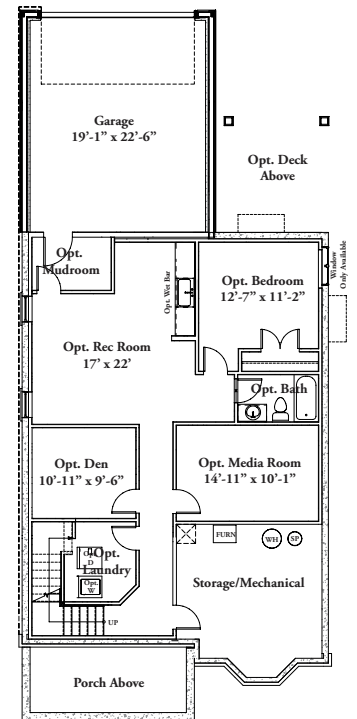 Garage
19'-1" x 22'-6"
Opt. Deck
Above
Opt.
Mudroom
Opt. Wet Bar
Opt. Bedroom
12'-7" x 11'-2"
Window
Only Available
Opt. Rec Room
17' x 22'
Opt. Bath
Opt. Den
10'-11" x 9'-6"
Opt. Media Room
14'-11" x 10'-1"
FURN
WH
SP
Opt.
D
Opt.
Laundry
Opt.
W
Storage/Mechanical
UP
Porch Above